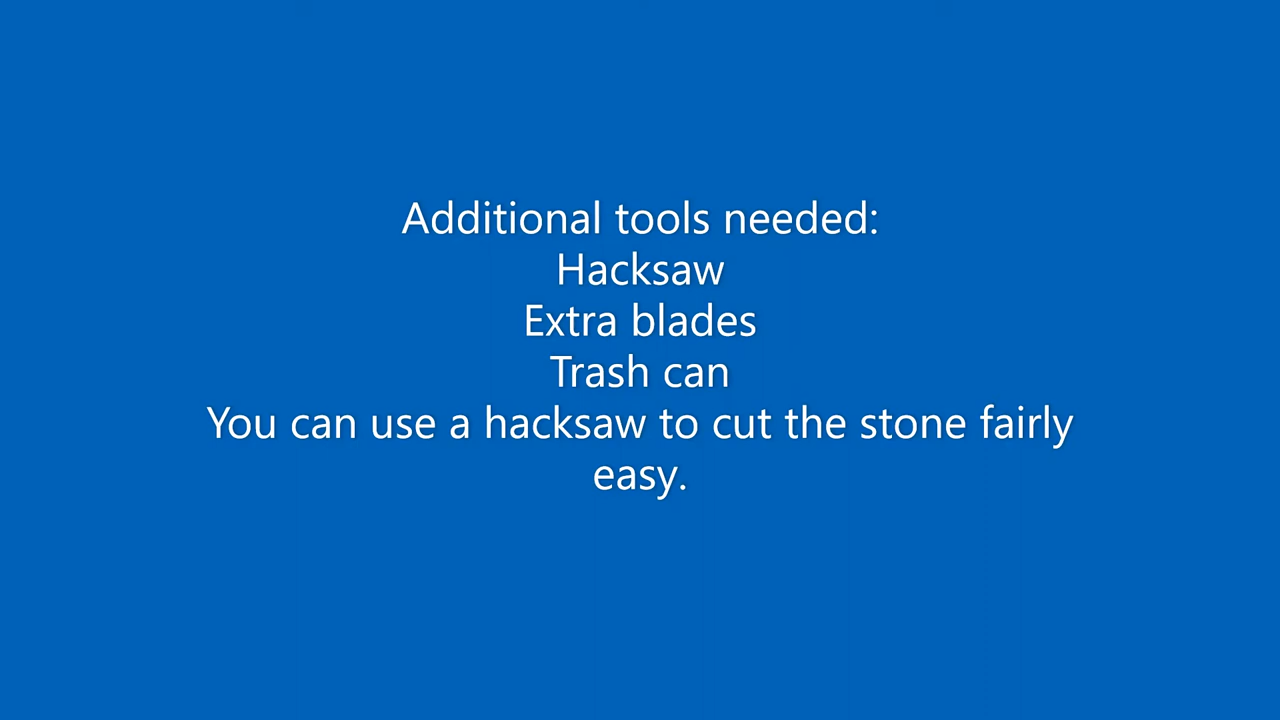 Additional tools needed:
Hacksaw
Extra blades
Trash can
You can use a hacksaw to cut the stone fairly
easy.